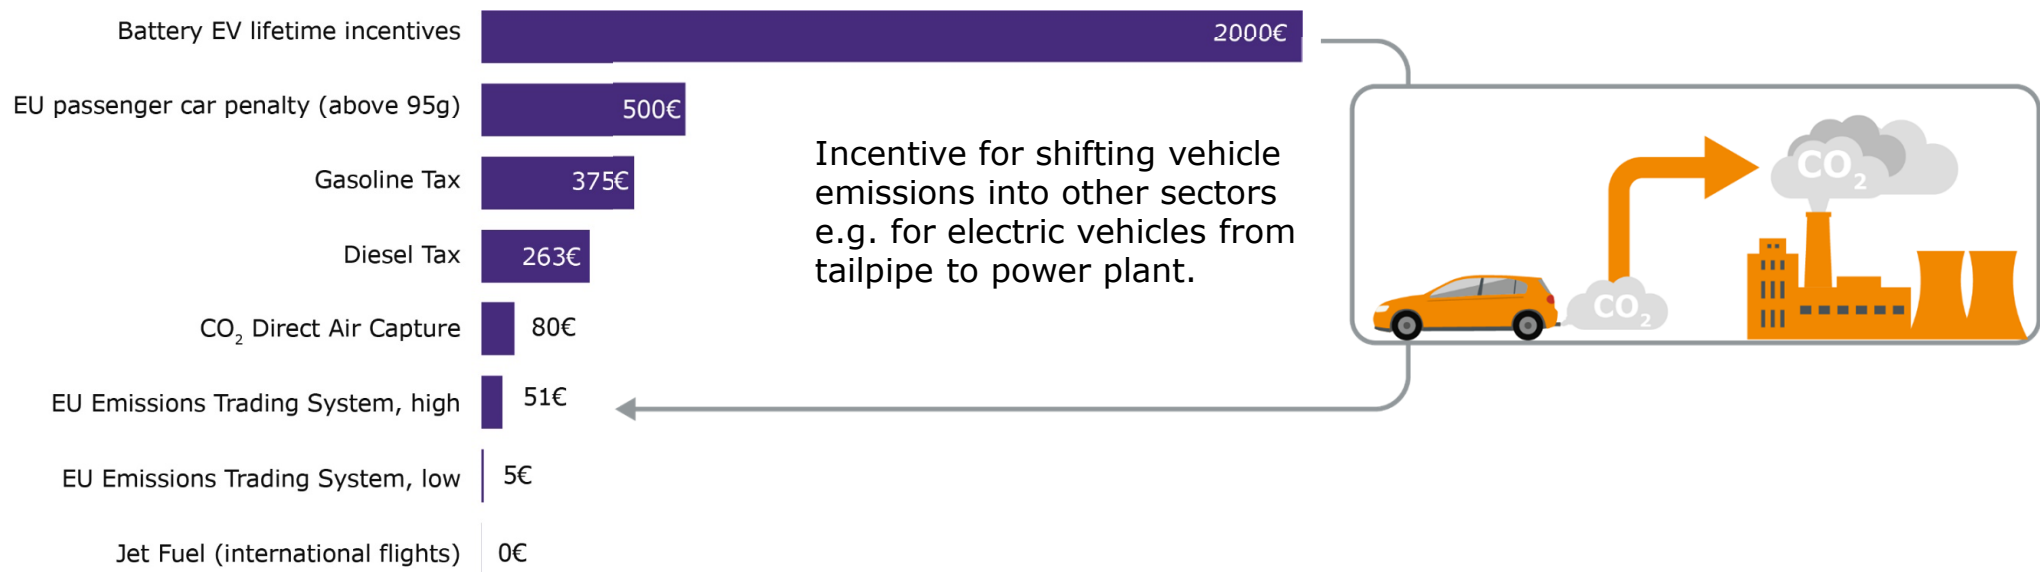 Battery EV lifetime incentives 2000€
EU passenger car penalty (above 95g) 500€
Gasoline Tax 375€
Diesel Tax 263€
CO₂ Direct Air Capture 80€
EU Emissions Trading System, high 51€
EU Emissions Trading System, low 5€
Jet Fuel (international flights) 0€
Incentive for shifting vehicle
emissions into other sectors
e.g. for electric vehicles from
tailpipe to power plant.
CO₂
CO₂